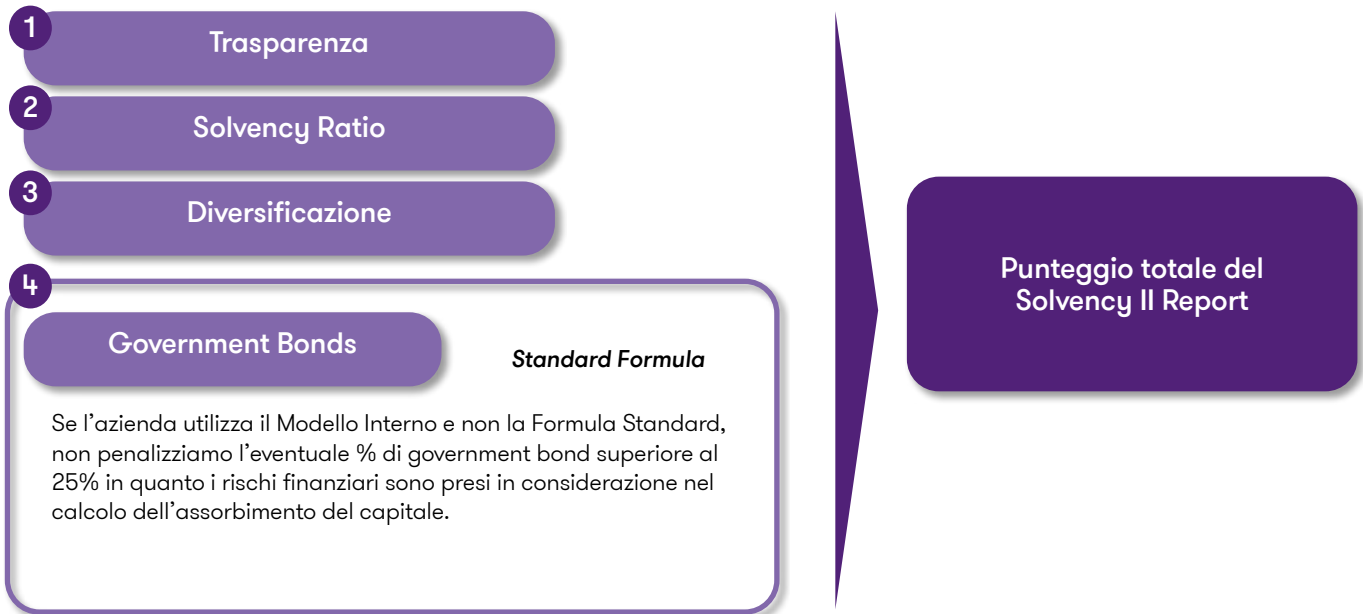 1
Trasparenza
2
Solvency Ratio
3
Diversificazione
4
Government Bonds
Standard Formula
Se l’azienda utilizza il Modello Interno e non la Formula Standard,
non penalizziamo l’eventuale % di government bond superiore al
25% in quanto i rischi finanziari sono presi in considerazione nel
calcolo dell’assorbimento del capitale.
Punteggio totale del
Solvency II Report